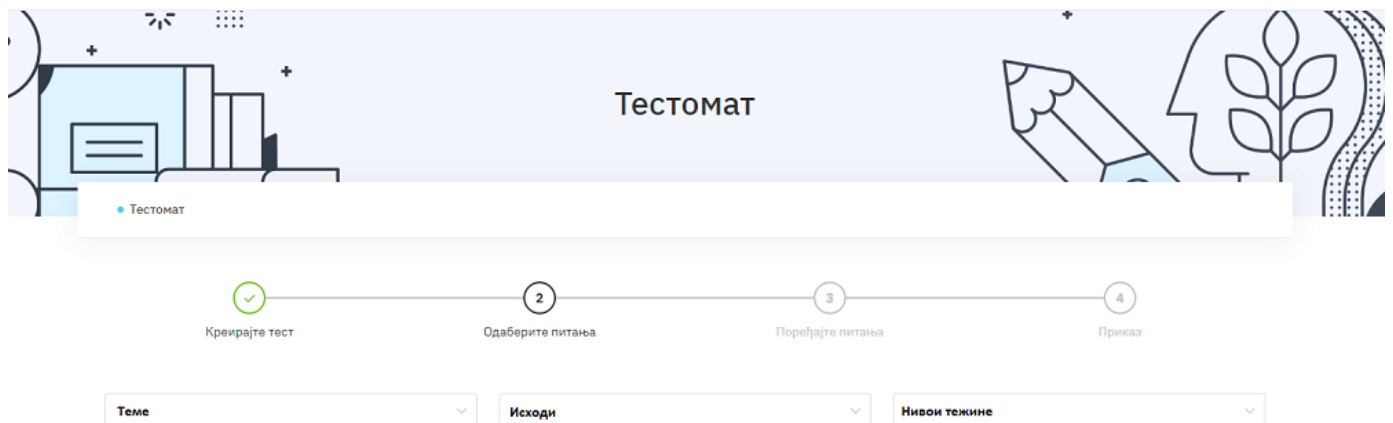 Тестомат
Тестомат
2
3
4
Креирајте тест
Одаберите питања
Поређајте питања
Приказ
Теме
Исходи
Нивои тежине